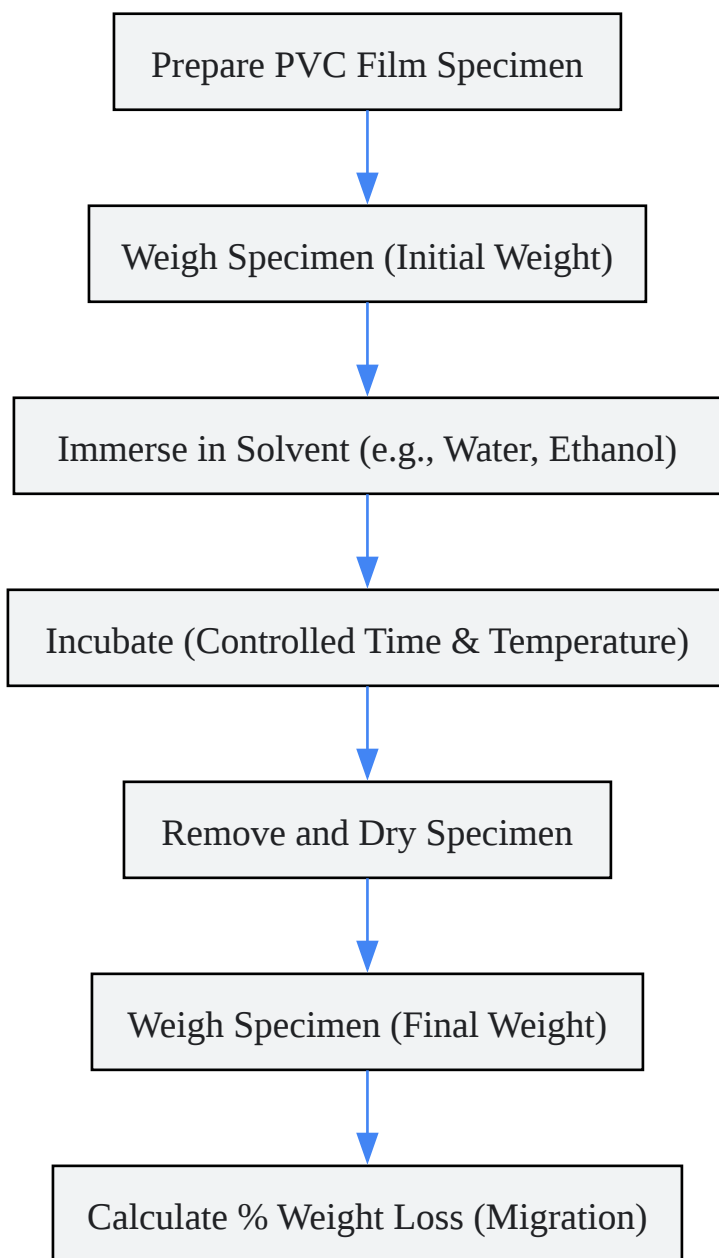 Prepare PVC Film Specimen
Weigh Specimen (Initial Weight)
Immerse in Solvent (e.g., Water, Ethanol)
Incubate (Controlled Time & Temperature)
Remove and Dry Specimen
Weigh Specimen (Final Weight)
Calculate % Weight Loss (Migration)